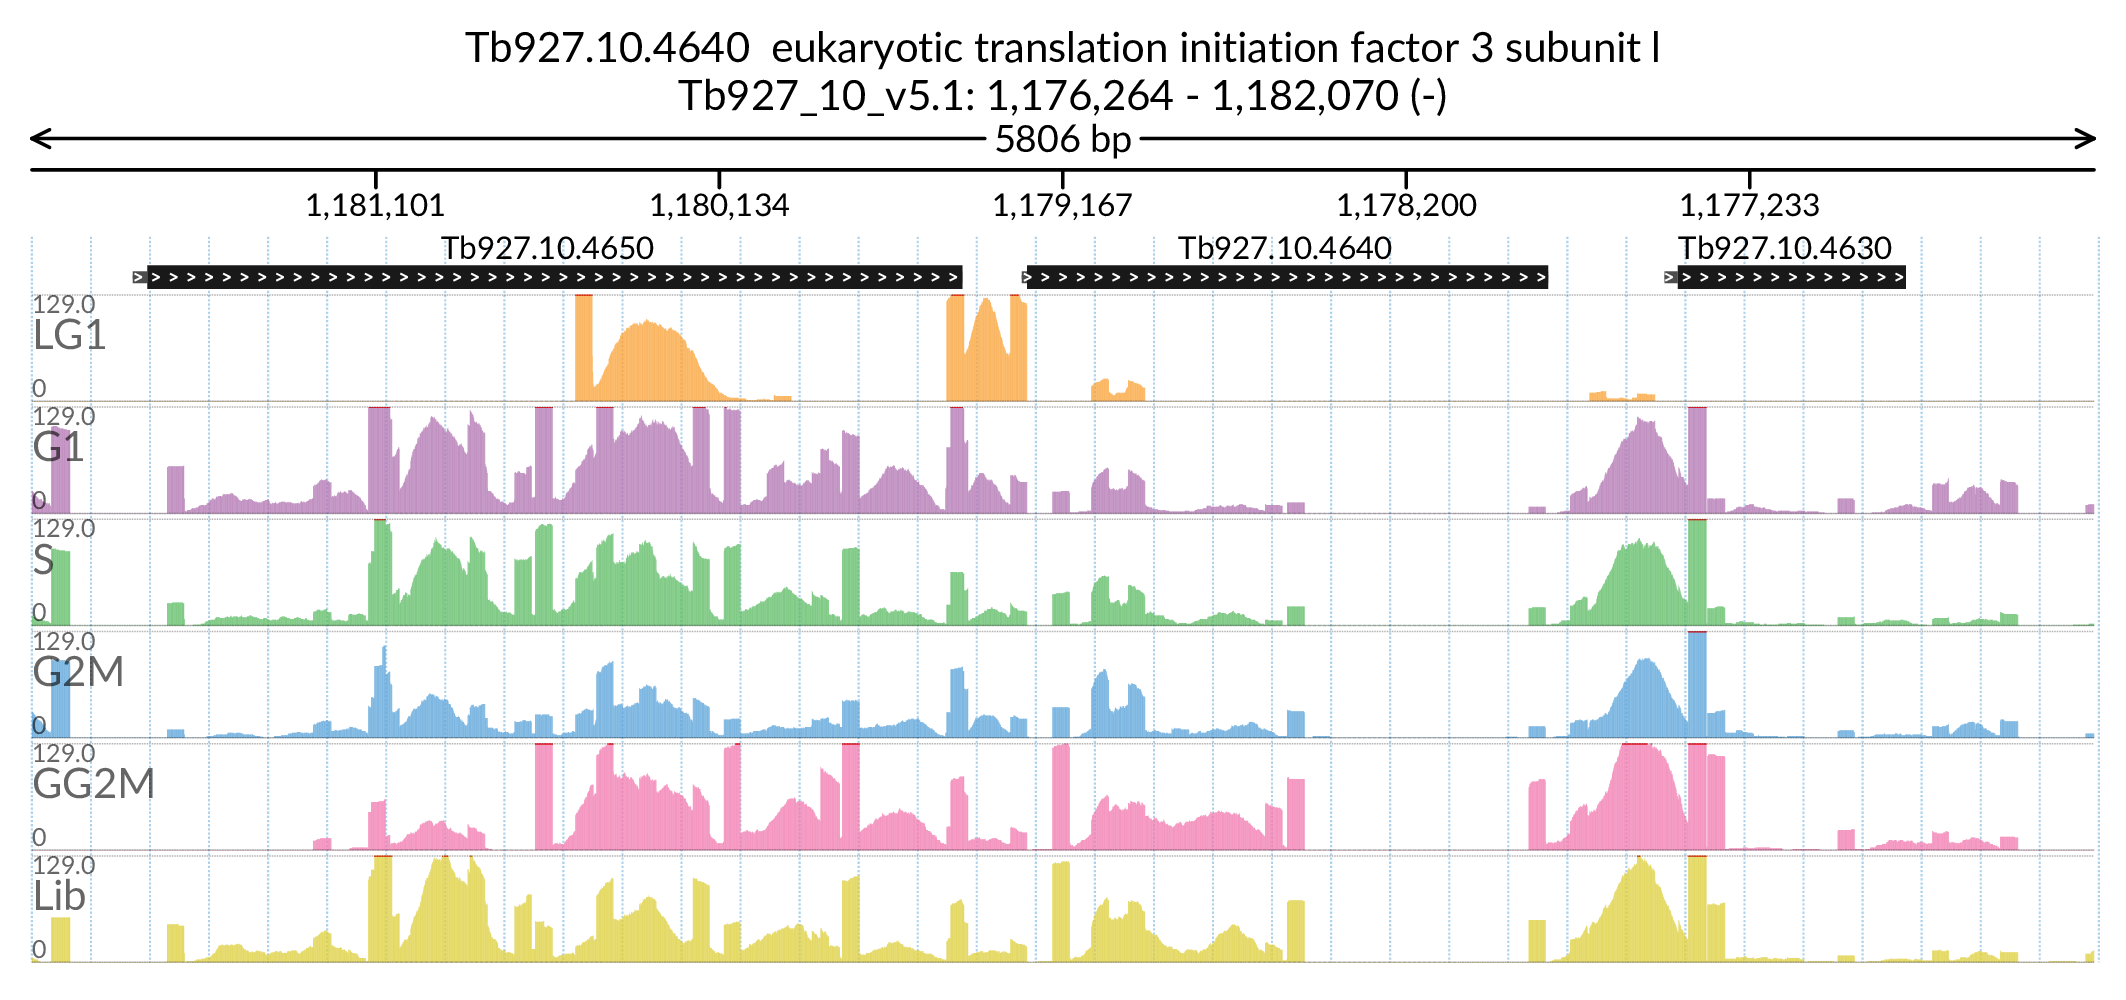 Tb927.10.4640 eukaryotic translation initiation factor 3 subunit l
Tb927_10_v5.1: 1,176,264 - 1,182,070 (-)
5806 bp
1,181,101 1,180,134 1,179,167 1,178,200 1,177,233
Tb927.10.4650 Tb927.10.4640 Tb927.10.4630
129.0
LG1
0
129.0
G1
0
129.0
S
0
129.0
G2M
0
129.0
GG2M
0
129.0
Lib
0